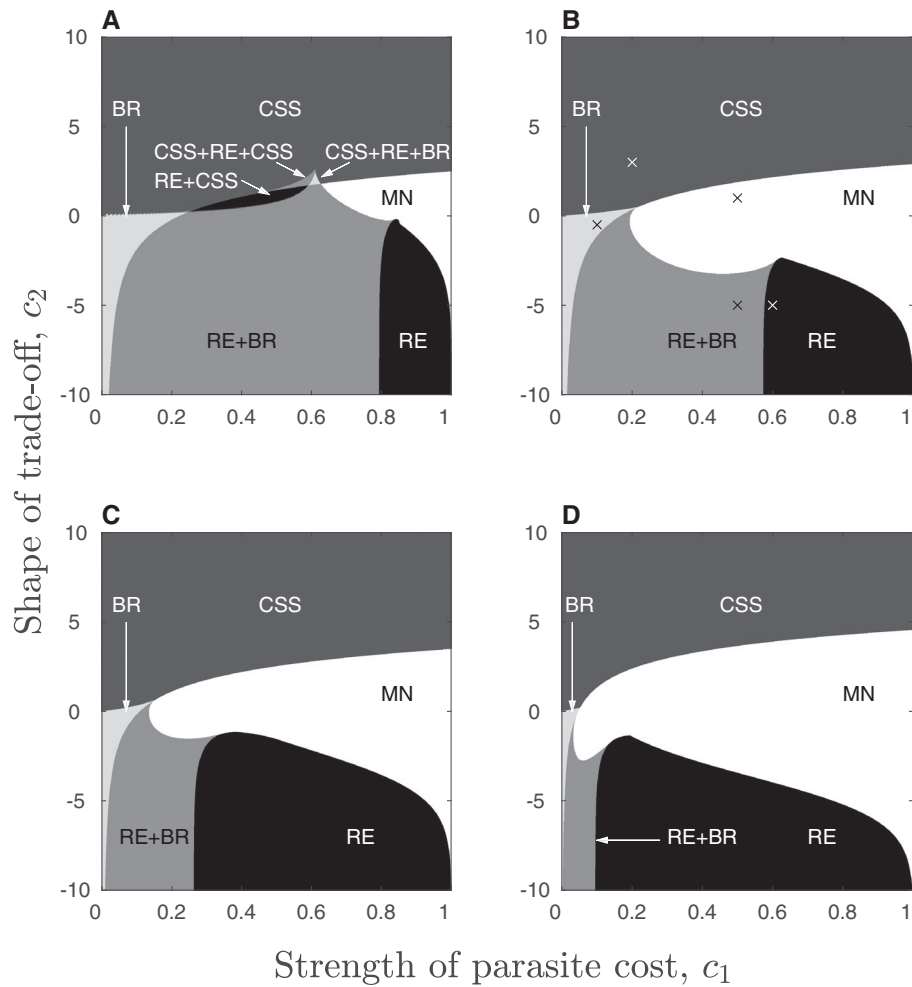 A
B
10
5
0
-5
-10
BR
CSS
CSS+RE+CSS
CSS+RE+BR
RE+CSS
MN
RE+BR
RE
0
0.2
0.4
0.6
0.8
1
10
5
0
-5
-10
BR
CSS
MN
RE+BR
RE
0
0.2
0.4
0.6
0.8
1
C
D
10
5
0
-5
-10
BR
CSS
MN
RE+BR
RE
0
0.2
0.4
0.6
0.8
1
10
5
0
-5
-10
BR
CSS
MN
RE+BR
RE
0
0.2
0.4
0.6
0.8
1
Shape of trade-off, c₂
Strength of parasite cost, c₁